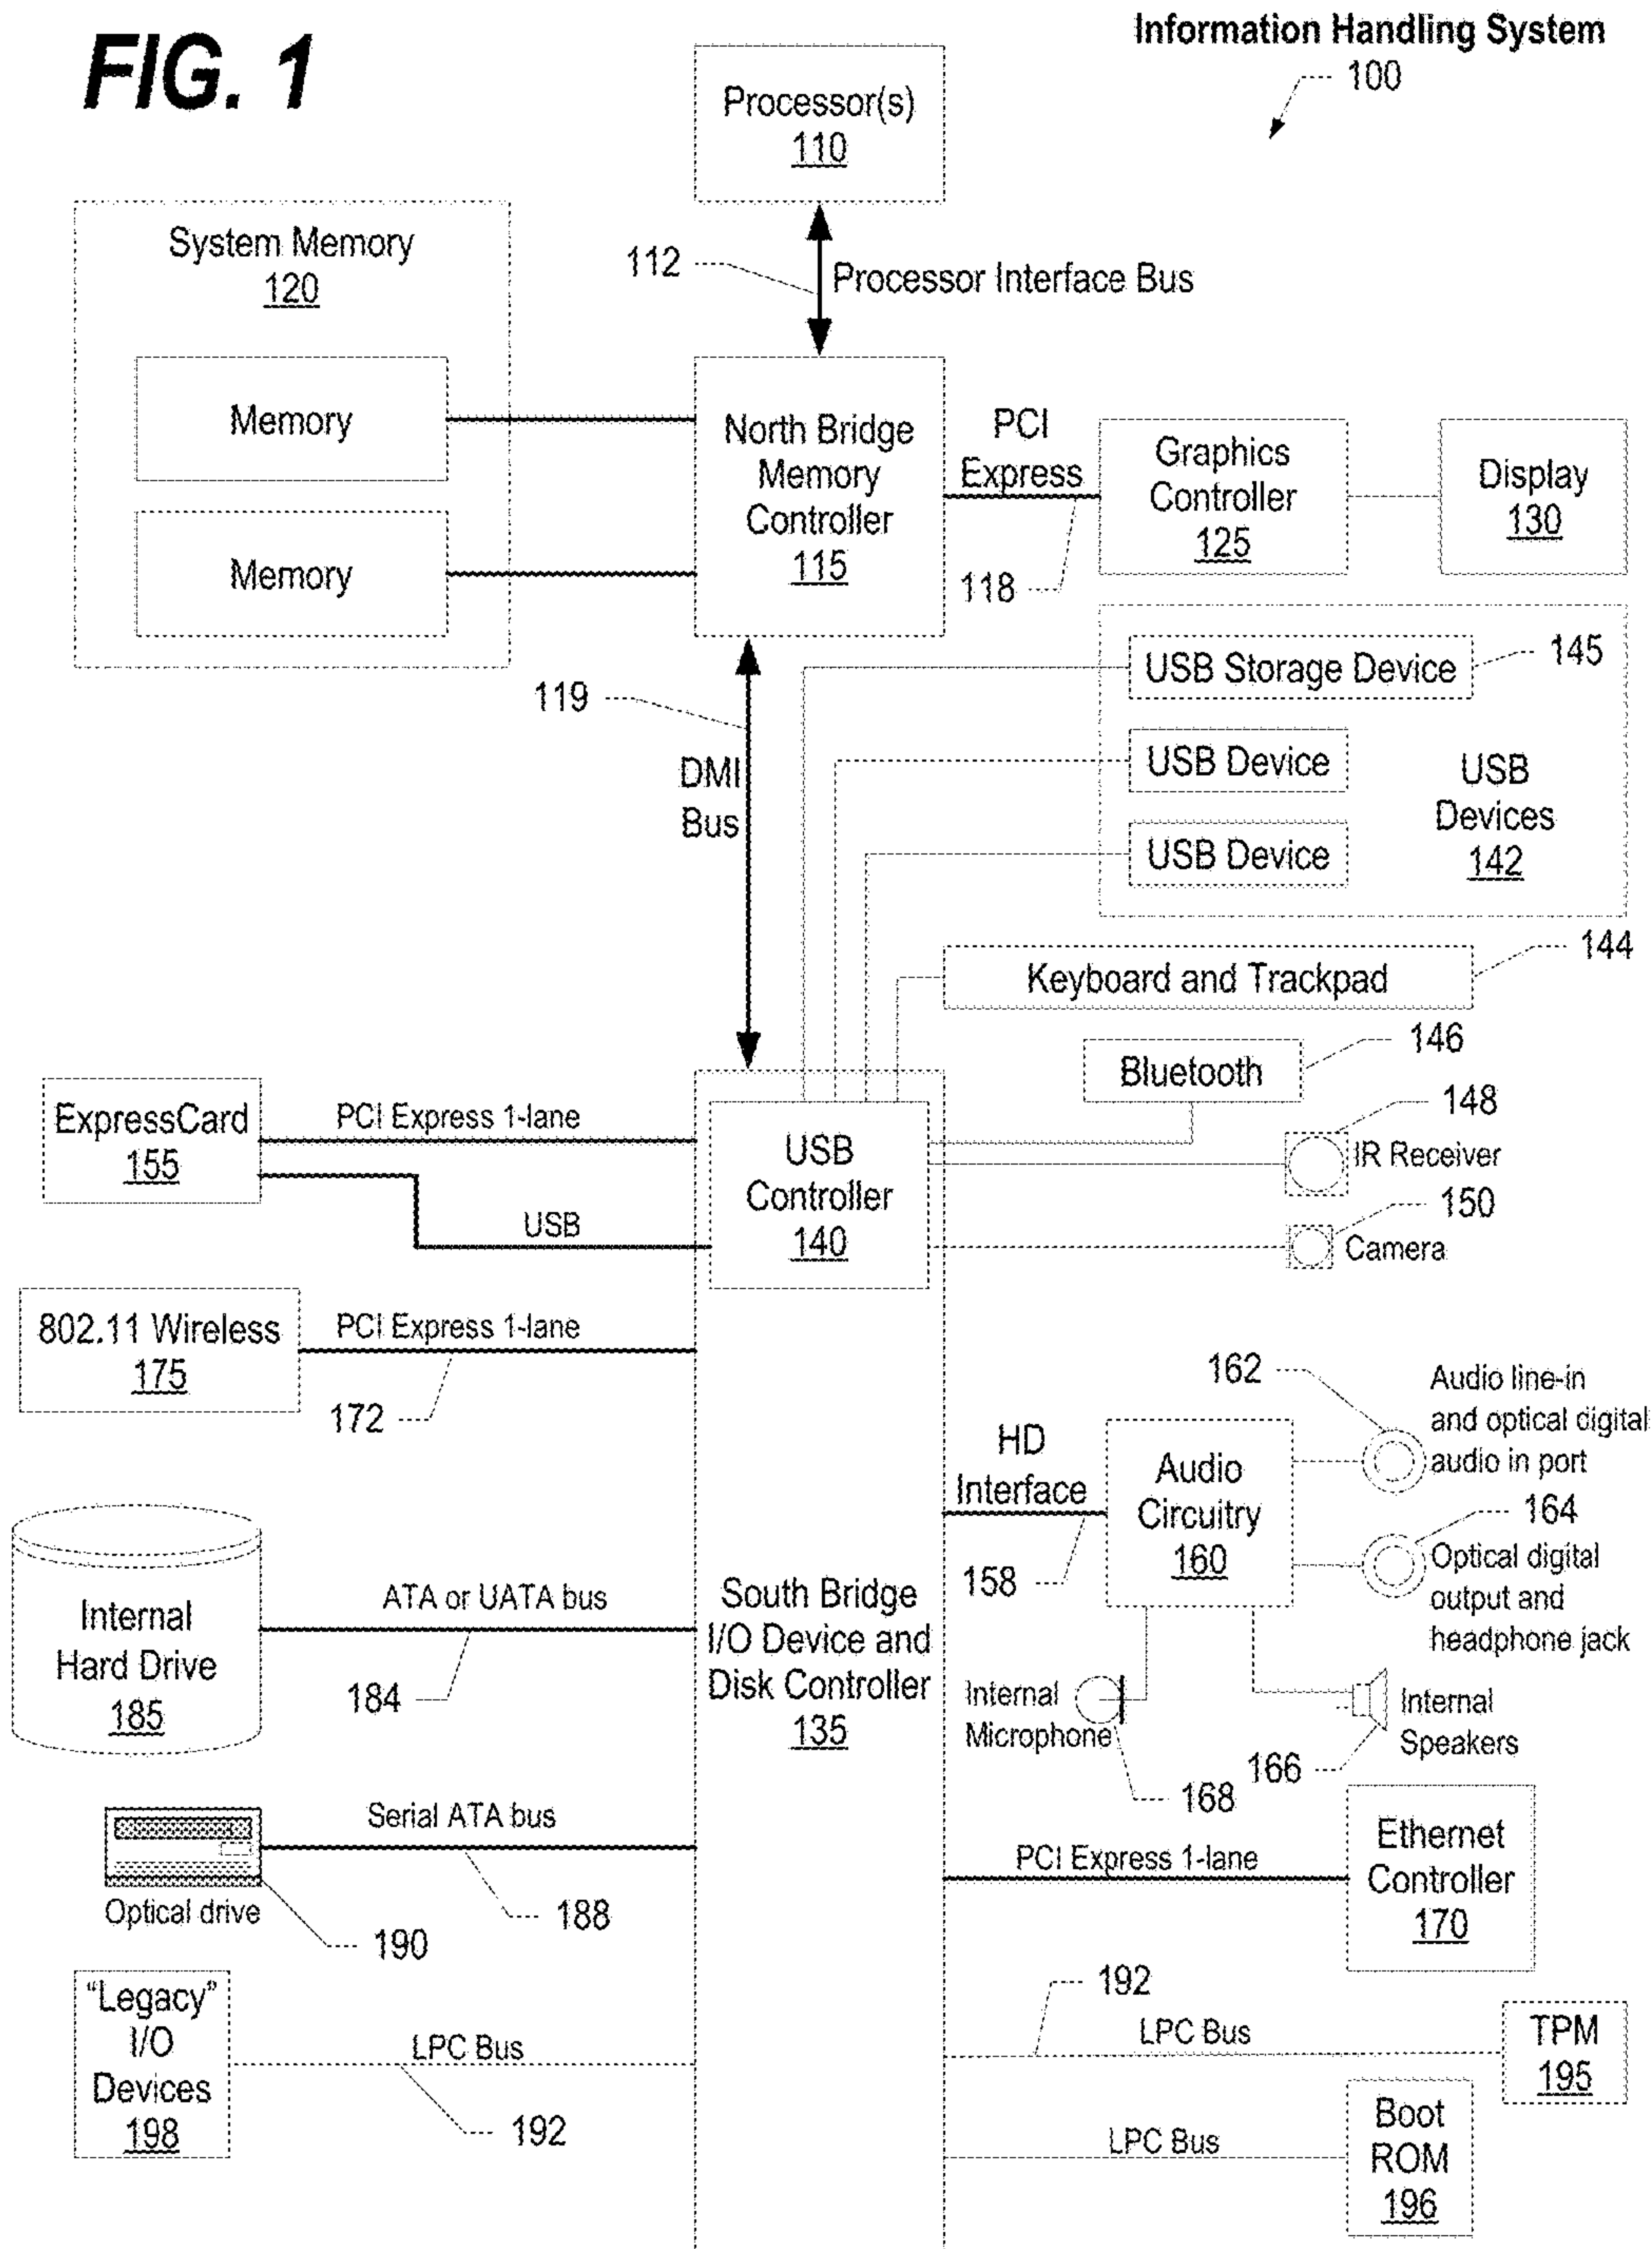 FIG. 1
Information Handling System
100
Processor(s)
110
112
Processor Interface Bus
System Memory
120
Memory
Memory
North Bridge
Memory
Controller
115
PCI
Express
118
Graphics
Controller
125
Display
130
119
DMI
Bus
USB Storage Device
145
USB Device
USB Device
USB
Devices
142
Keyboard and Trackpad
144
Bluetooth
146
148
IR Receiver
150
Camera
ExpressCard
155
PCI Express 1-lane
USB
USB
Controller
140
802.11 Wireless
175
PCI Express 1-lane
172
HD
Interface
158
Audio
Circuitry
160
162
Audio line-in
and optical digital
audio in port
164
Optical digital
output and
headphone jack
Internal
Hard Drive
185
ATA or UATA bus
184
South Bridge
I/O Device and
Disk Controller
135
Internal
Microphone
168
Internal
Speakers
166
Optical drive
190
Serial ATA bus
188
PCI Express 1-lane
Ethernet
Controller
170
"Legacy"
I/O
Devices
198
LPC Bus
192
192
LPC Bus
TPM
195
LPC Bus
Boot
ROM
196